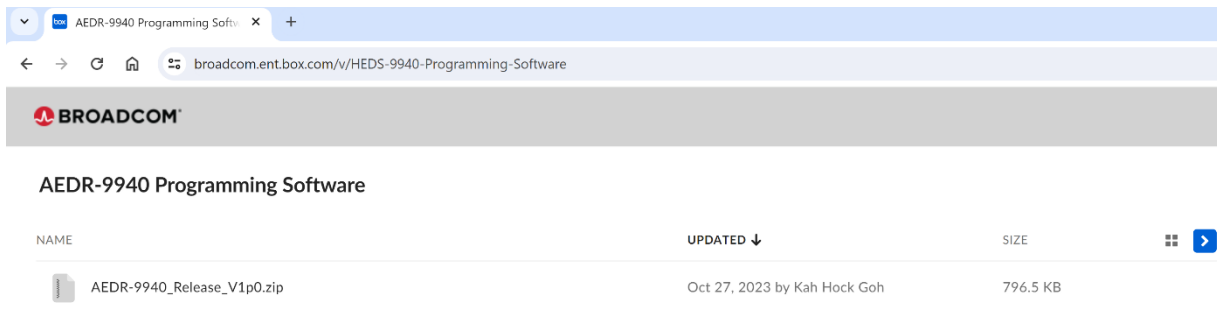 box AEDR-9940 Programming Softw
broadcom.ent.box.com/v/HEDS-9940-Programming-Software
BROADCOM
AEDR-9940 Programming Software
NAME UPDATED SIZE
AEDR-9940_Release_V1p0.zip Oct 27, 2023 by Kah Hock Goh 796.5 KB